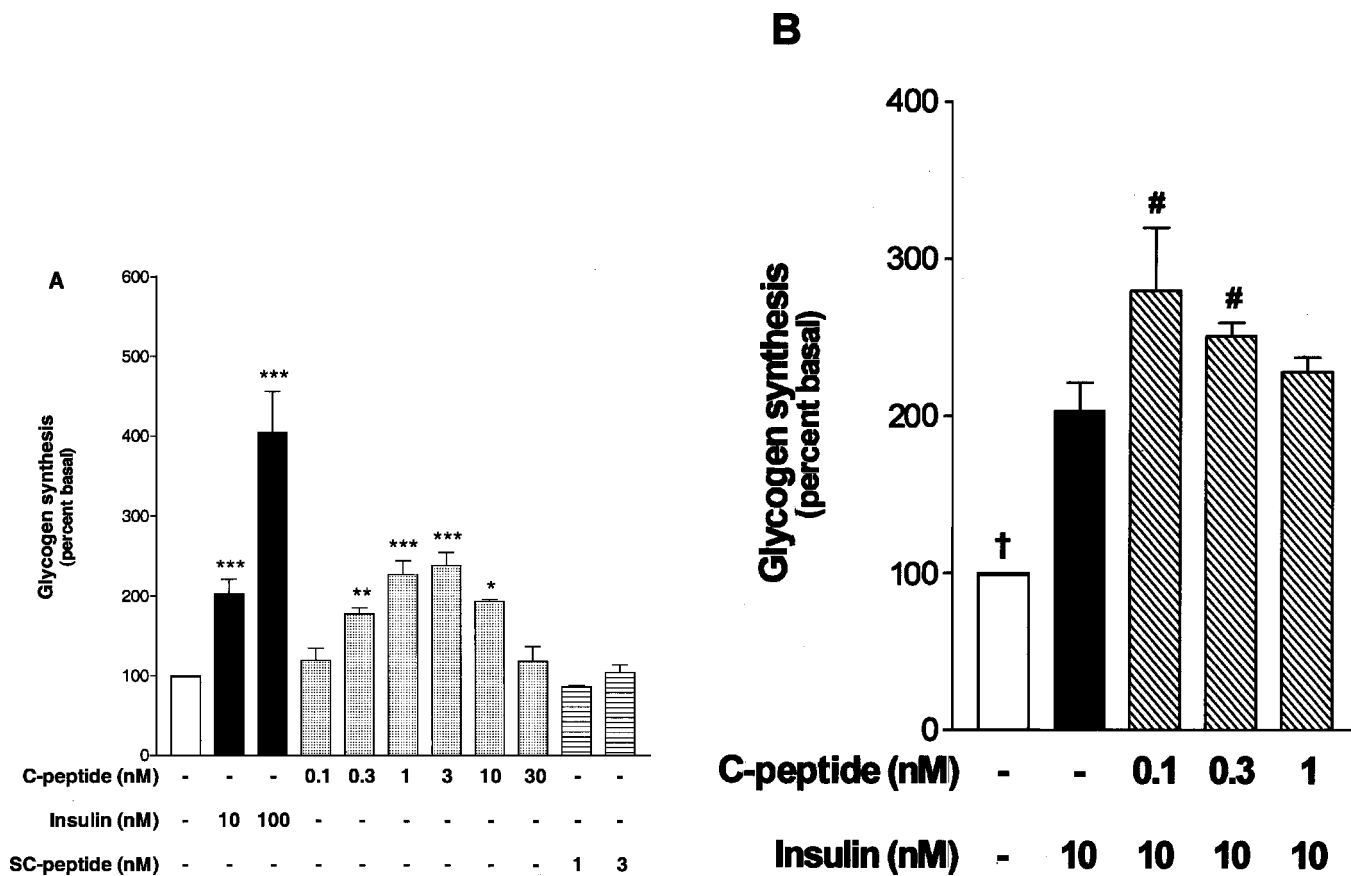 A
Glycogen synthesis
(percent basal)
600
500
400
300
200
100
0
***
***
**
***
***
*
C-peptide (nM) - - - 0.1 0.3 1 3 10 30 - -
Insulin (nM) - 10 100 - - - - - - - -
SC-peptide (nM) - - - - - - - - - 1 3
B
Glycogen synthesis
(percent basal)
400
300
200
100
0
†
#
#
C-peptide (nM) - - 0.1 0.3 1
Insulin (nM) - 10 10 10 10